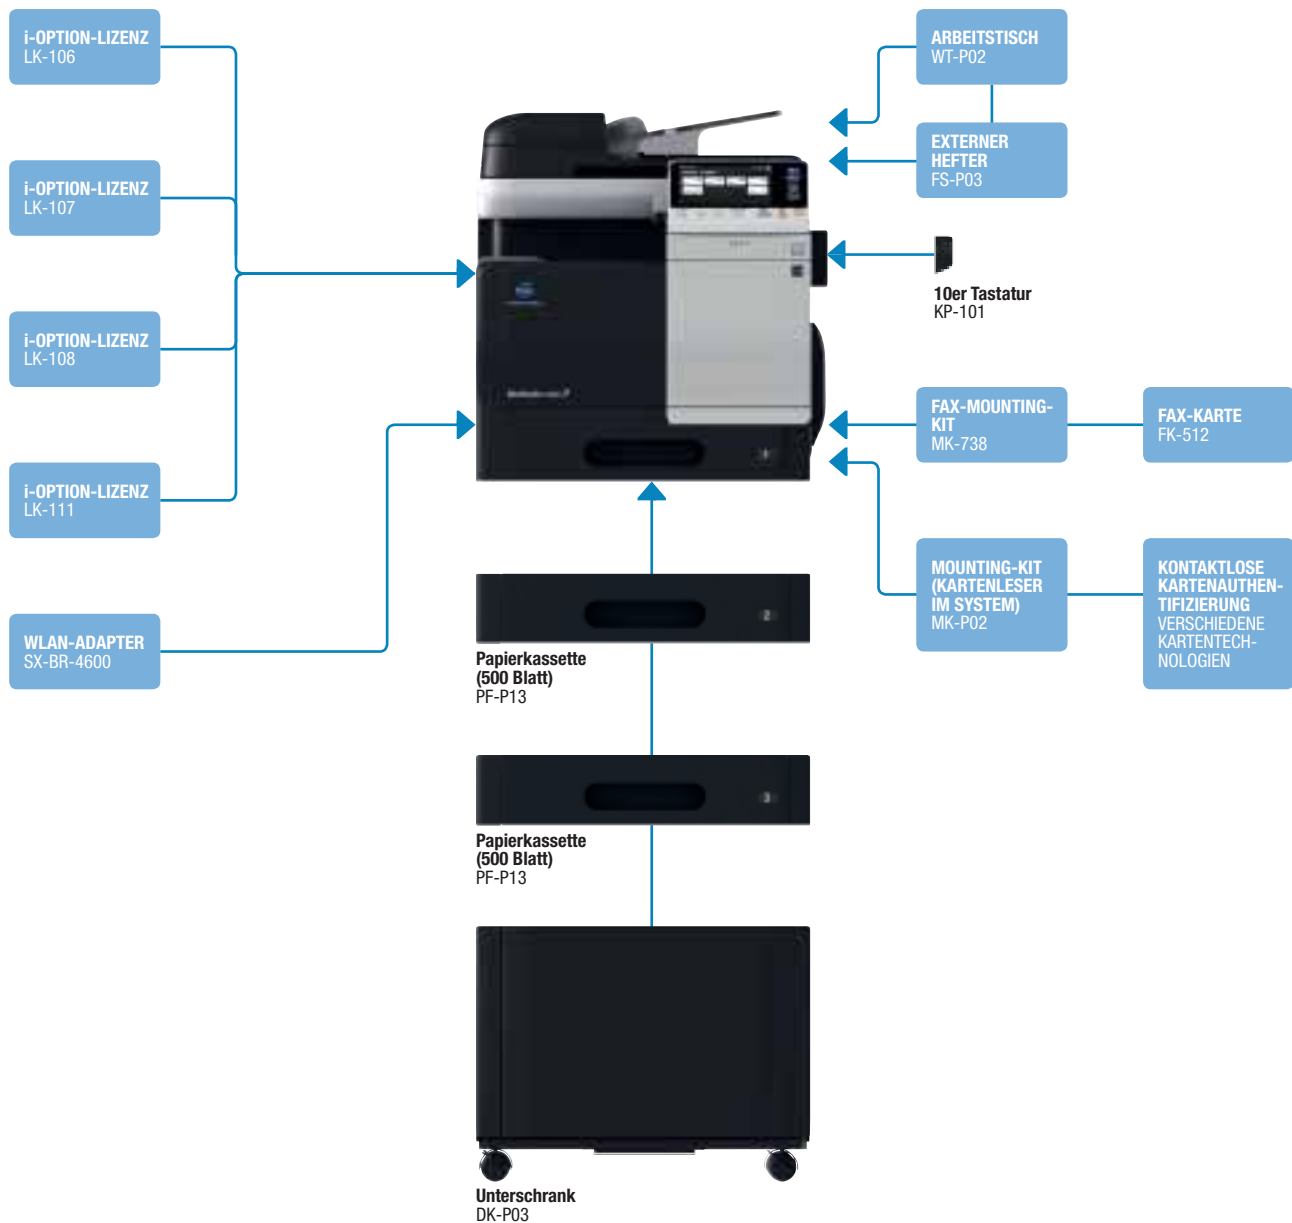 i-OPTION-LIZENZ
LK-106
i-OPTION-LIZENZ
LK-107
i-OPTION-LIZENZ
LK-108
i-OPTION-LIZENZ
LK-111
WLAN-ADAPTER
SX-BR-4600
ARBEITSTISCH
WT-P02
EXTERNER
HEFTER
FS-P03
10er Tastatur
KP-101
FAX-MOUNTING-
KIT
MK-738
FAX-KARTE
FK-512
MOUNTING-KIT
(KARTENLESER
IM SYSTEM)
MK-P02
KONTAKTLOSE
KARTENAUTHEN-
TIFIZIERUNG
VERSCHIEDENE
KARTENTECH-
NOLOGIEN
2
Papierkassette
(500 Blatt)
PF-P13
3
Papierkassette
(500 Blatt)
PF-P13
Unterschrank
DK-P03